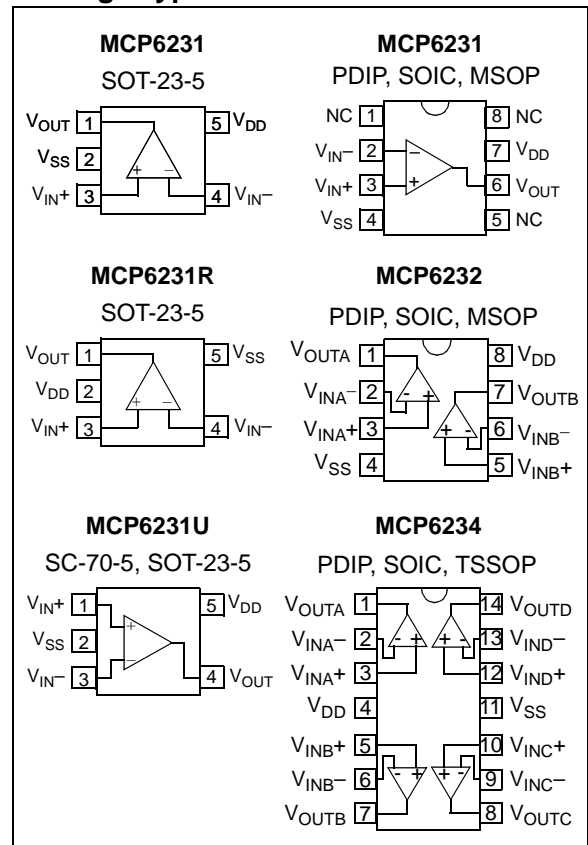 MCP6231
SOT-23-5
VOUT 1 5 VDD
VSS 2
VIN+ 3 4 VIN–
+ –
MCP6231
PDIP, SOIC, MSOP
NC 1 8 NC
VIN– 2 7 VDD
VIN+ 3 6 VOUT
VSS 4 5 NC
–
+
MCP6231R
SOT-23-5
VOUT 1 5 VSS
VDD 2
VIN+ 3 4 VIN–
+ –
MCP6232
PDIP, SOIC, MSOP
VOUTA 1 8 VDD
VINA– 2 - + 7 VOUTB
VINA+ 3 + - 6 VINB–
VSS 4 5 VINB+
MCP6231U
SC-70-5, SOT-23-5
VIN+ 1 5 VDD
VSS 2
VIN– 3 4 VOUT
+
–
MCP6234
PDIP, SOIC, TSSOP
VOUTA 1 14 VOUTD
VINA– 2 - + + - 13 VIND–
VINA+ 3 12 VIND+
VDD 4 11 VSS
VINB+ 5 10 VINC+
VINB– 6 - + + - 9 VINC–
VOUTB 7 8 VOUTC